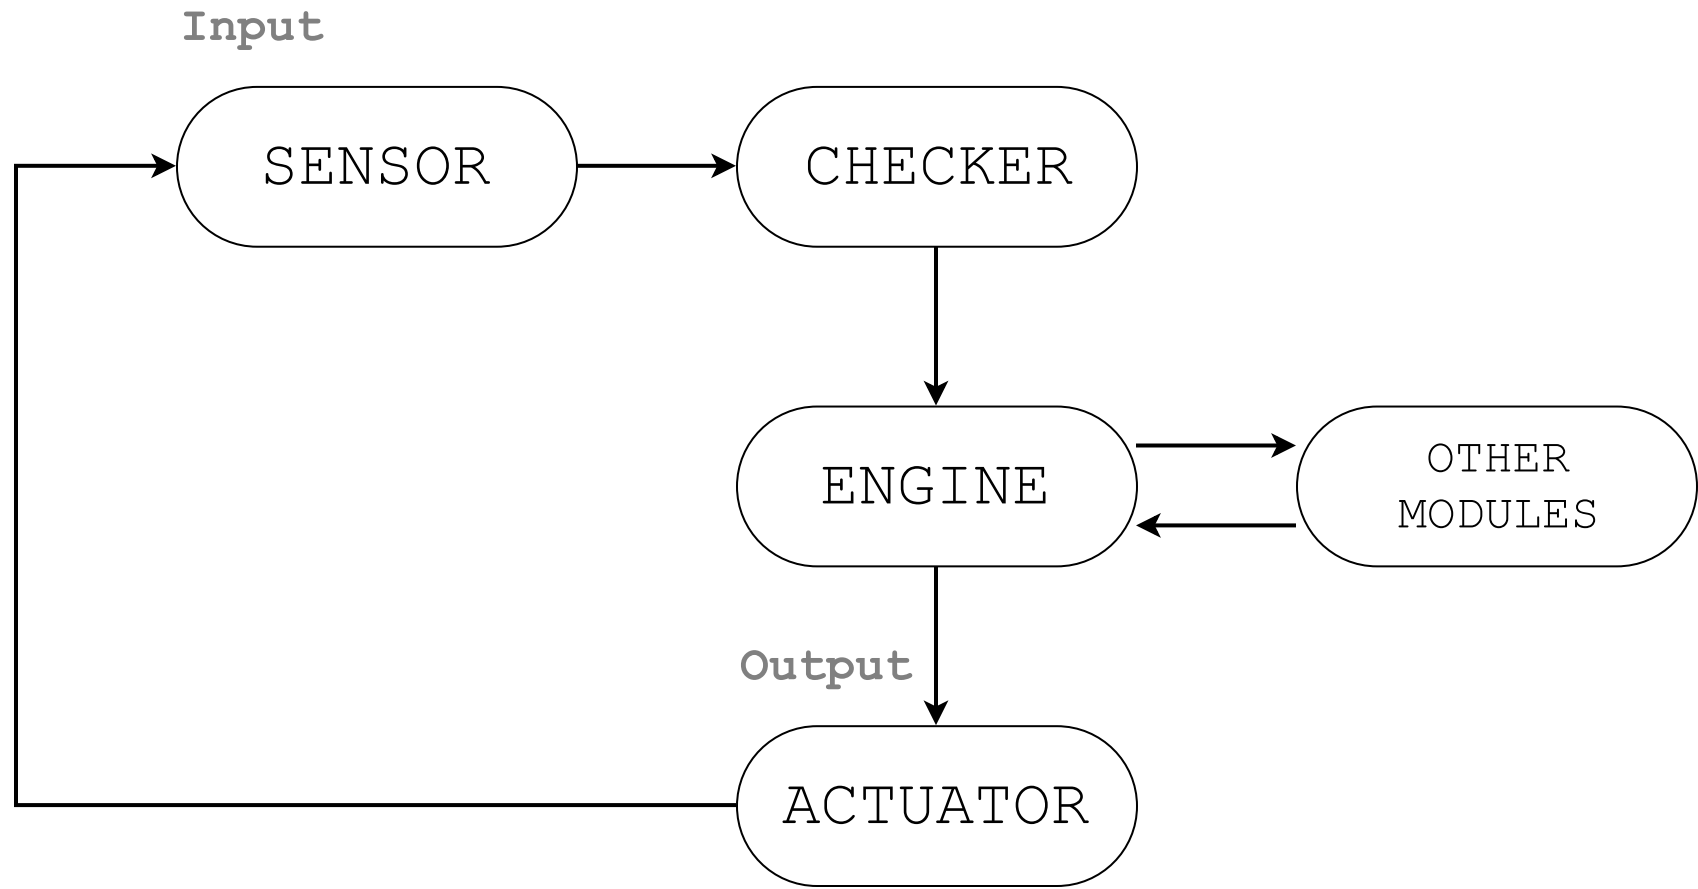 Input
SENSOR
CHECKER
ENGINE
OTHER
MODULES
Output
ACTUATOR